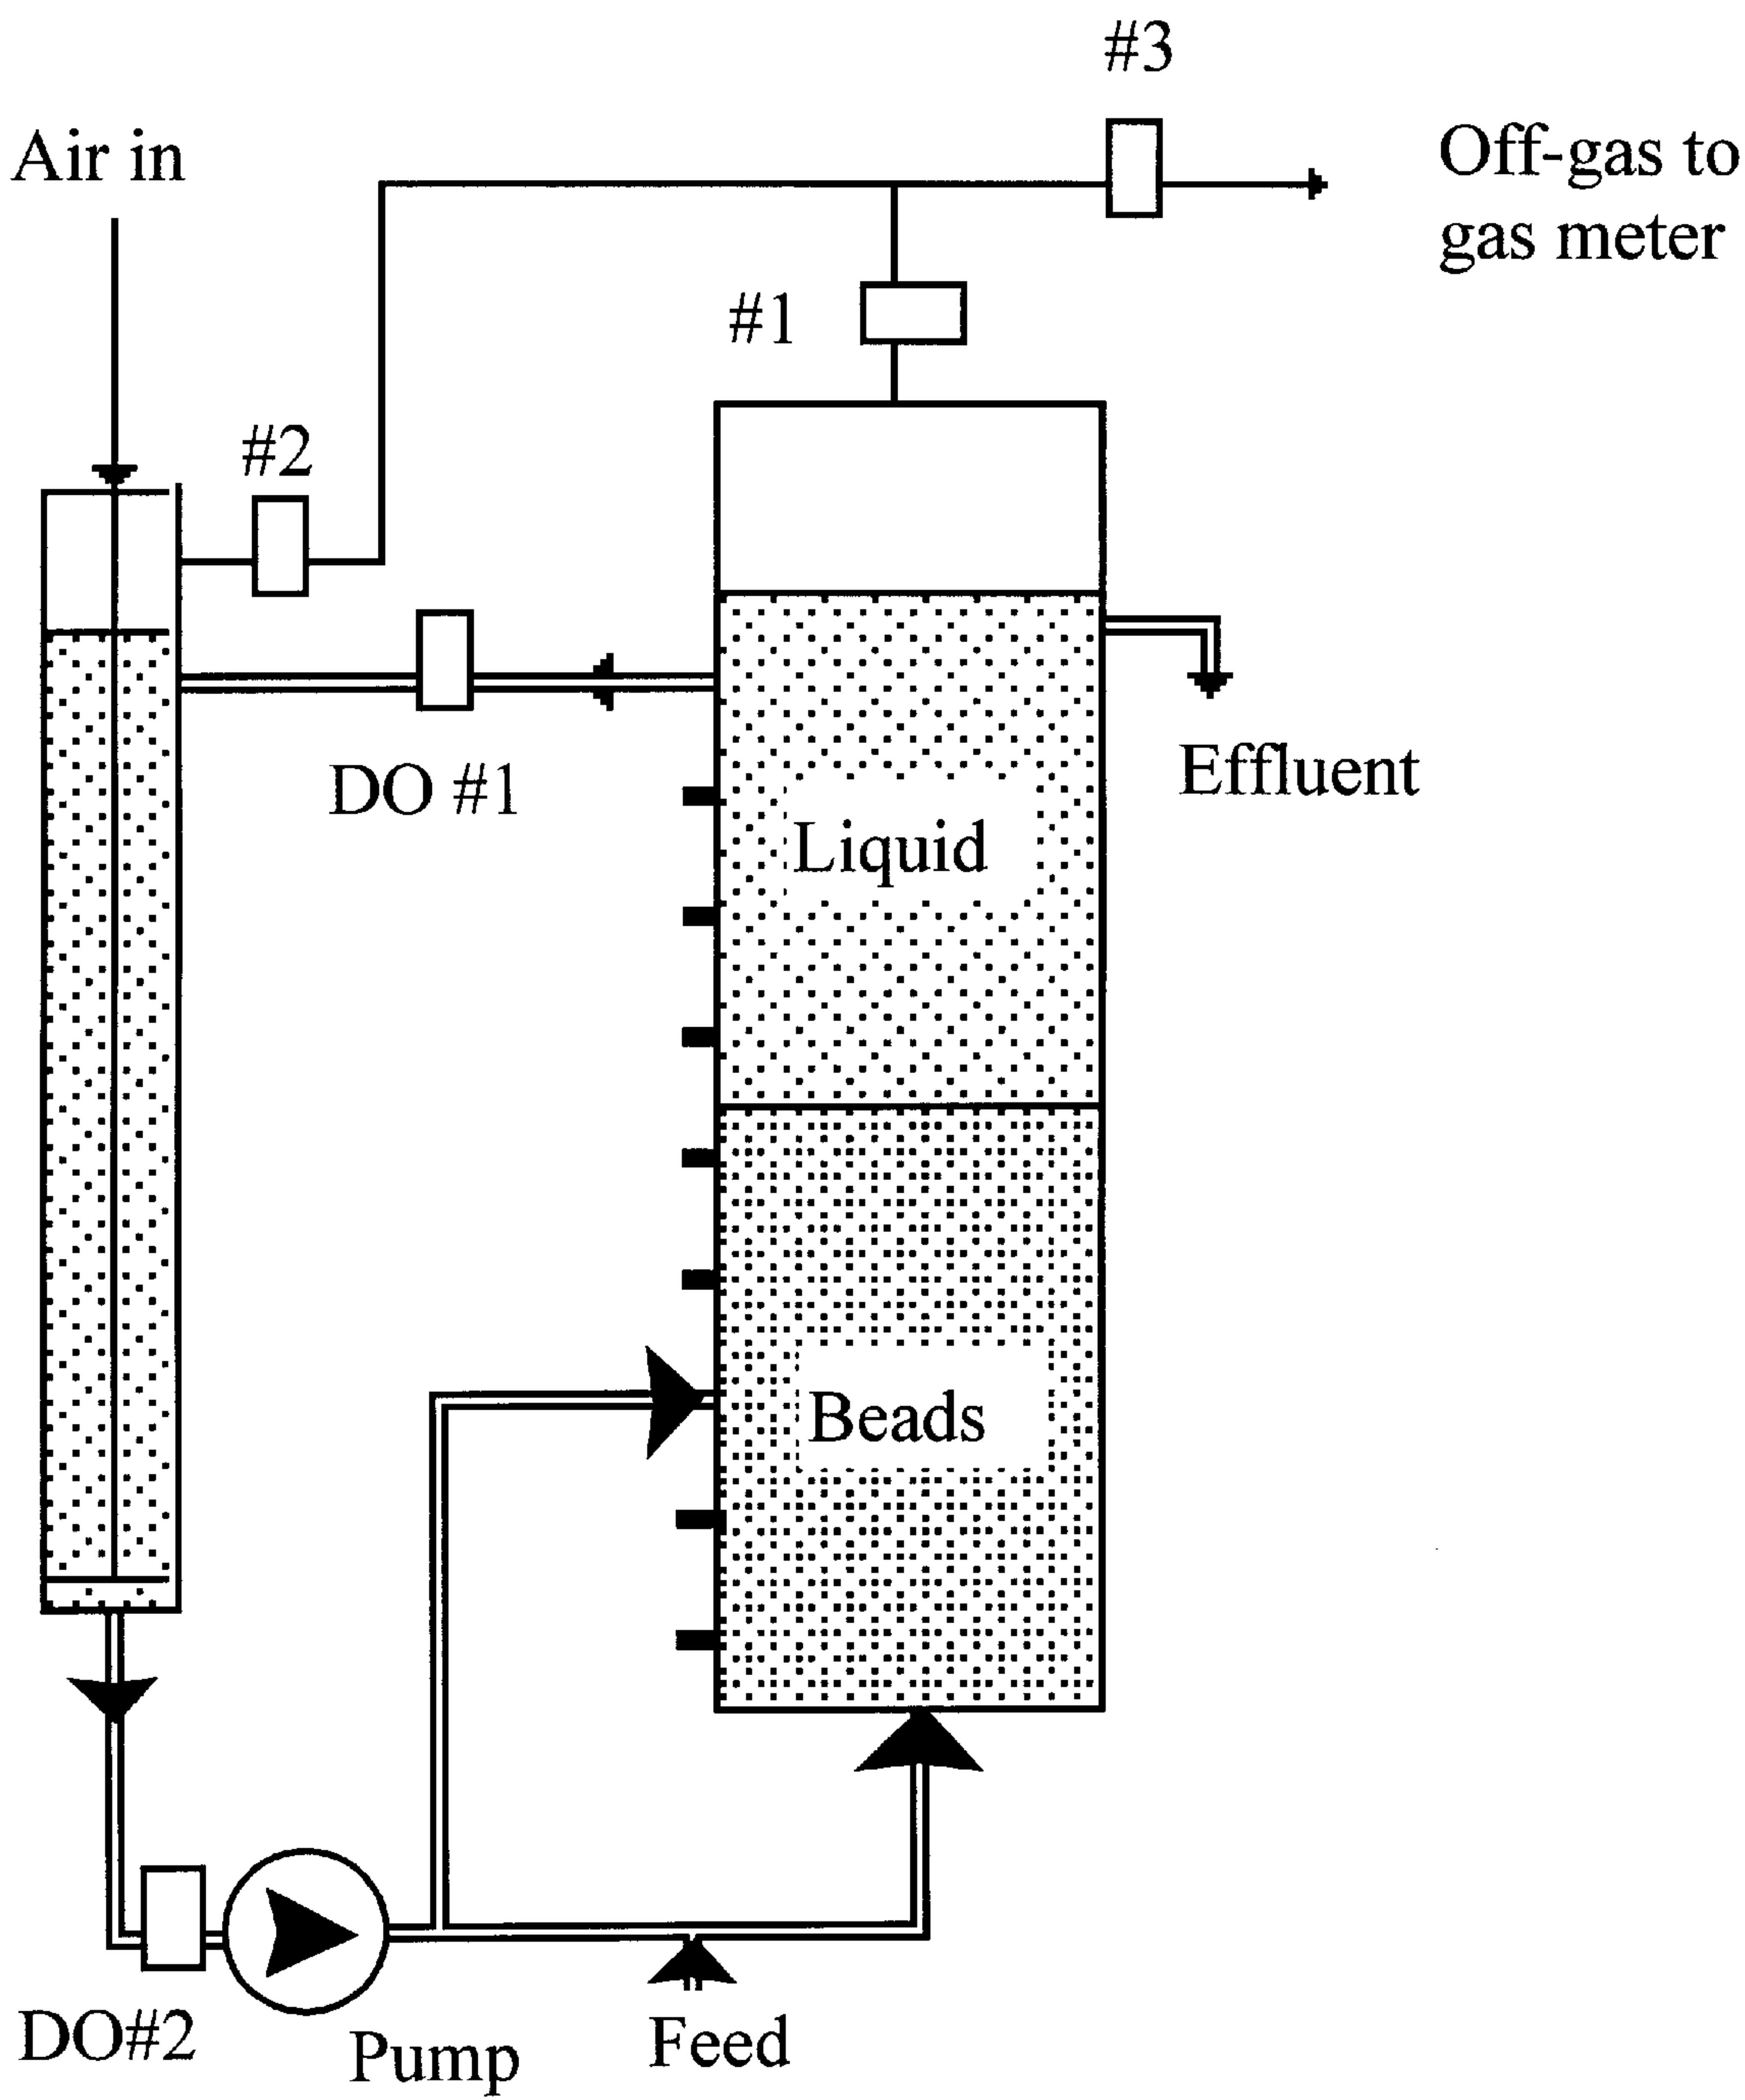 #3
Air in
Off-gas to
gas meter
#1
#2
DO #1
Effluent
Liquid
Beads
DO#2
Pump
Feed